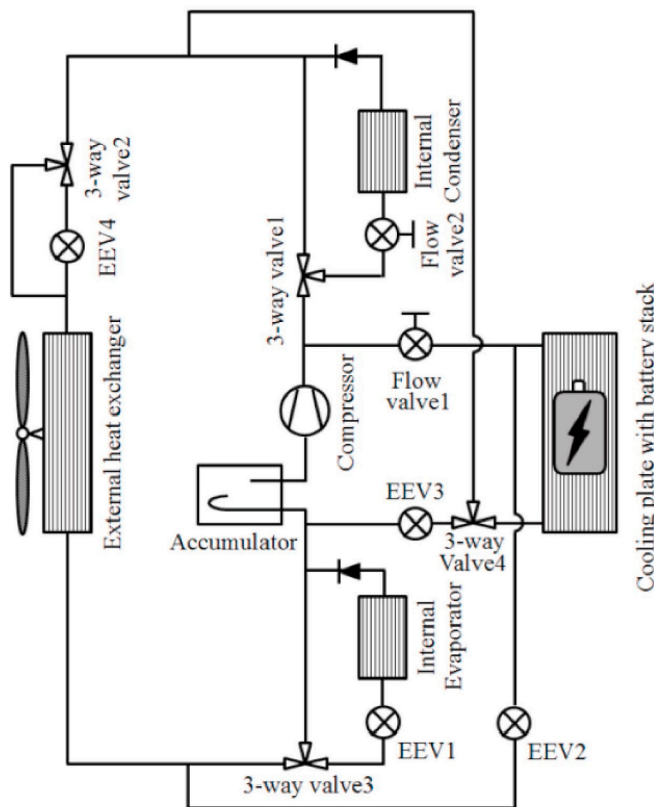 3-way
valve2
EEV4
External heat exchanger
3-way valve1
Internal
Condenser
Flow
valve2
Flow
valve1
Compressor
Accumulator
EEV3
3-way
Valve4
Cooling plate with battery stack
Internal
Evaporator
EEV1
EEV2
3-way valve3